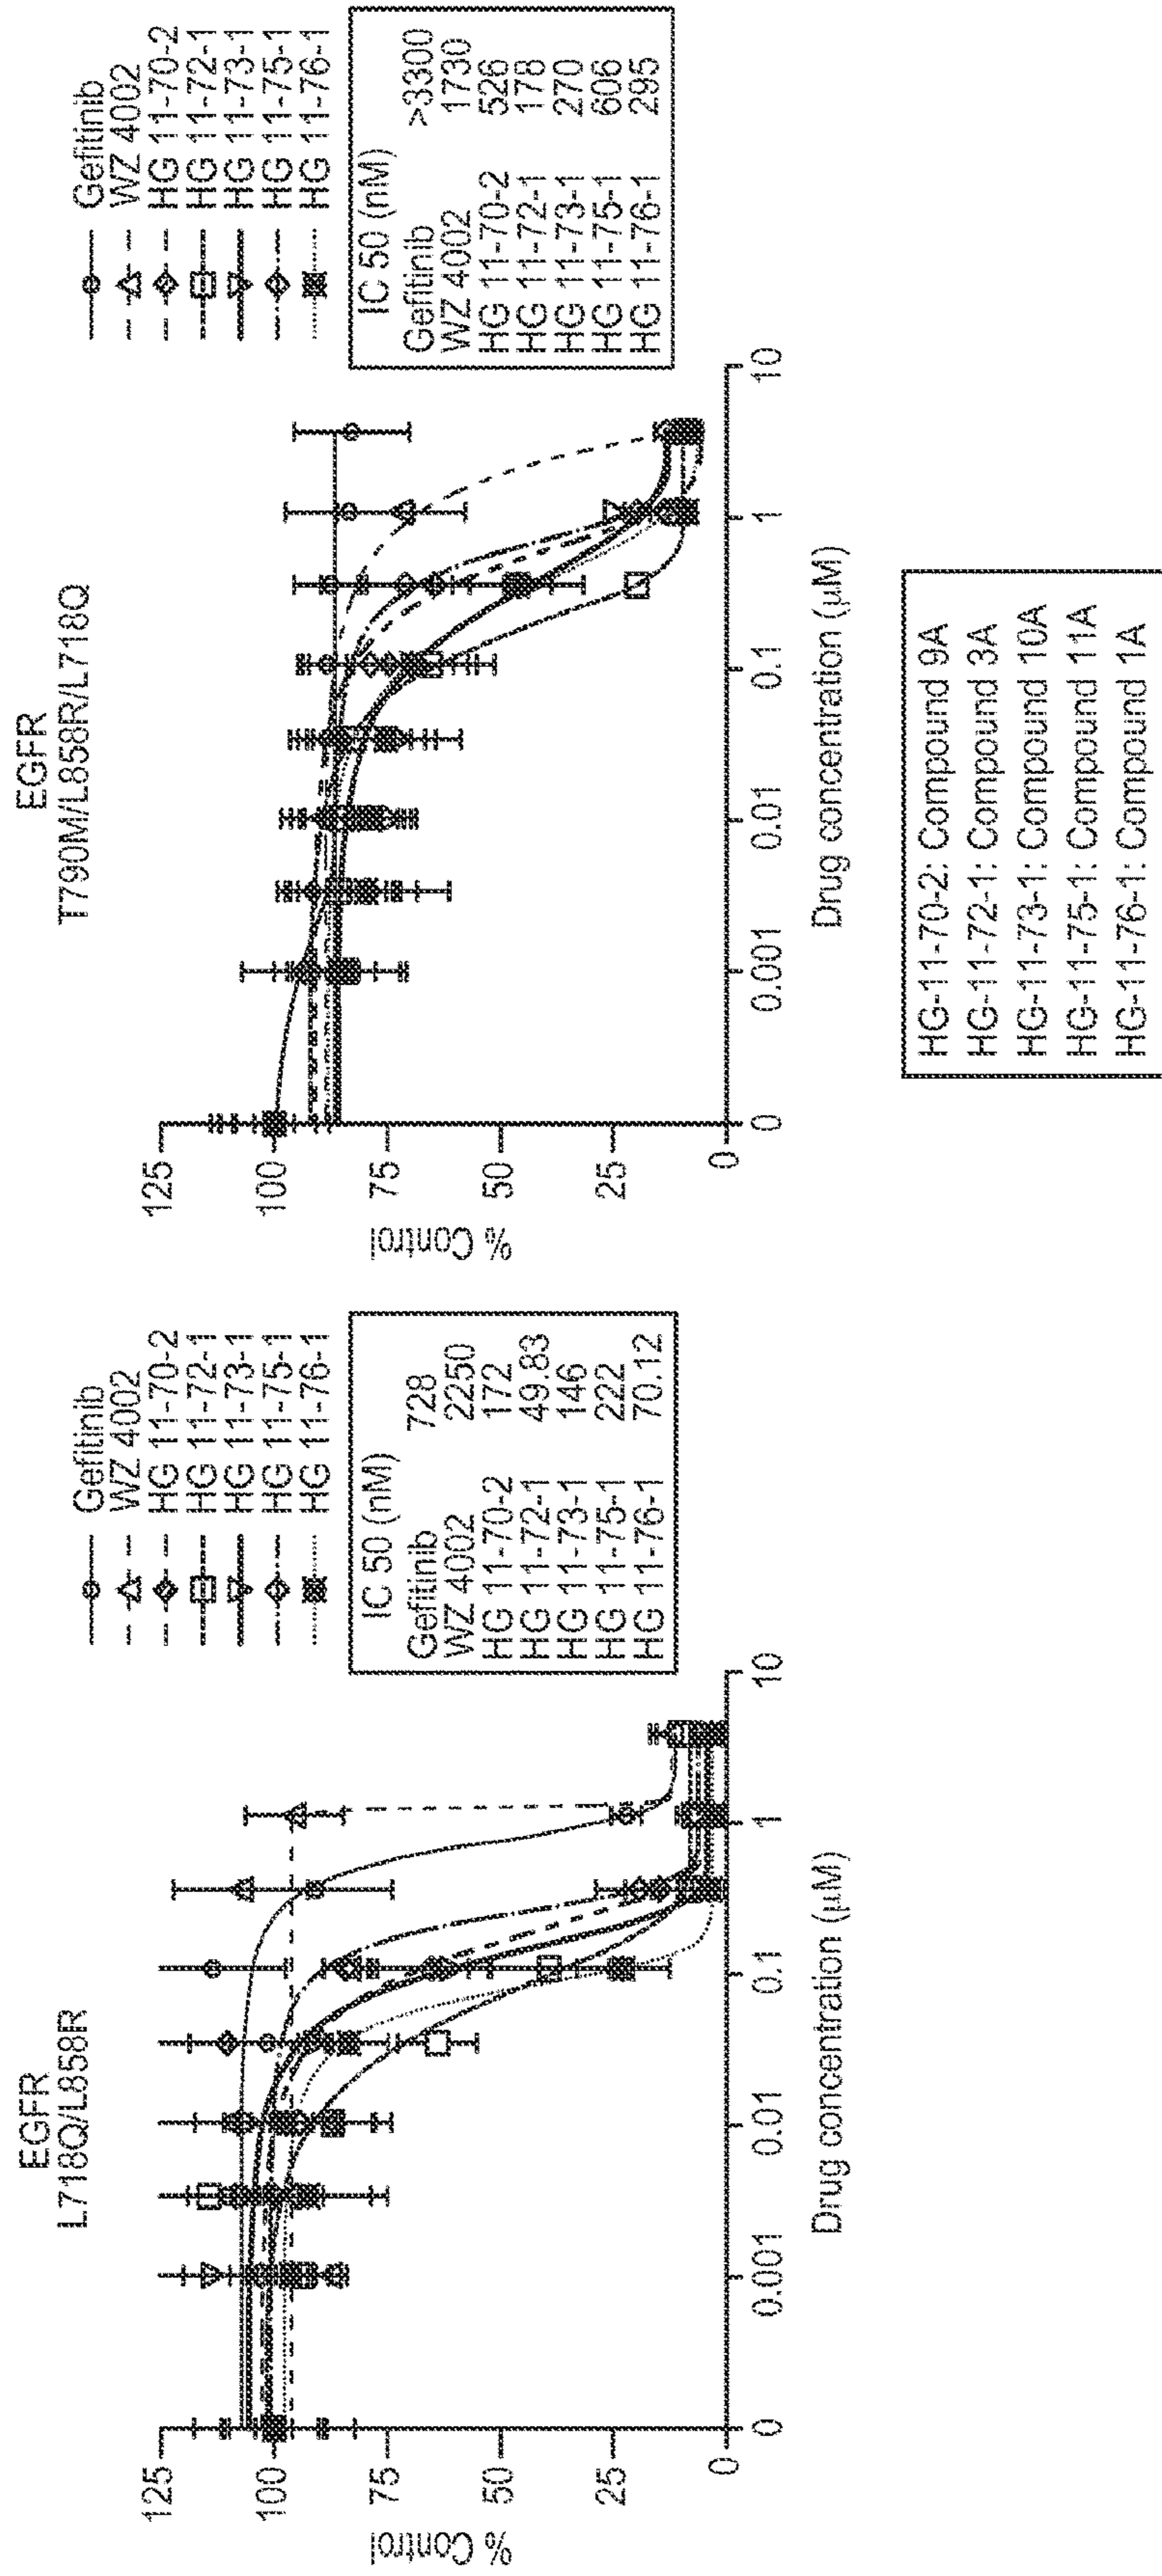 EGFR
L718Q/L858R
Gefitinib
WZ 4002
HG 11-70-2
HG 11-72-1
HG 11-73-1
HG 11-75-1
HG 11-76-1
IC 50 (nM)
Gefitinib 728
WZ 4002 2250
HG 11-70-2 172
HG 11-72-1 49.83
HG 11-73-1 146
HG 11-75-1 222
HG 11-76-1 70.12
% Control
125
100
75
50
25
0
0 0.001 0.01 0.1 1 10
Drug concentration (μM)
EGFR
T790M/L858R/L718Q
Gefitinib
WZ 4002
HG 11-70-2
HG 11-72-1
HG 11-73-1
HG 11-75-1
HG 11-76-1
IC 50 (nM)
Gefitinib >3300
WZ 4002 1730
HG 11-70-2 526
HG 11-72-1 178
HG 11-73-1 270
HG 11-75-1 606
HG 11-76-1 295
% Control
125
100
75
50
25
0
0 0.001 0.01 0.1 1 10
Drug concentration (μM)
HG-11-70-2: Compound 9A
HG-11-72-1: Compound 3A
HG-11-73-1: Compound 10A
HG-11-75-1: Compound 11A
HG-11-76-1: Compound 1A